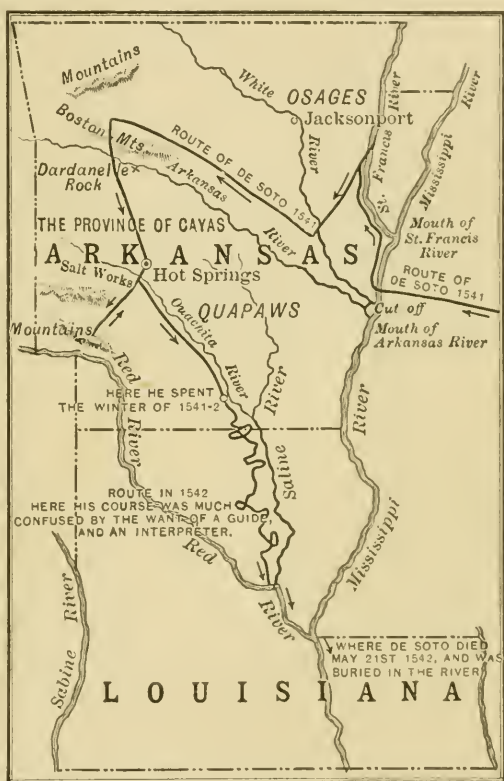 Mountains
White
River
OSAGES
Jacksonport
St. Francis River
Mississippi
River
Boston Mts
ROUTE OF DE SOTO 1541
Dardanelle
Rock
Arkansas
River
THE PROVINCE OF CAYAS
ARKANSAS
Mouth of
St. Francis
River
ROUTE OF
DE SOTO 1541
Salt Works
Hot Springs
QUAPAWS
Cut off
Mouth of
Arkansas River
Mountains
Ouachita
River
River
Red
River
HERE HE SPENT
THE WINTER OF 1541-2
Saline
River
Mississippi
ROUTE IN 1542
HERE HIS COURSE WAS MUCH
CONFUSED BY THE WANT OF A GUIDE,
AND AN INTERPRETER.
Red
River
Sabine River
WHERE DE SOTO DIED
MAY 21ST 1542, AND WAS
BURIED IN THE RIVER
LOUISIANA